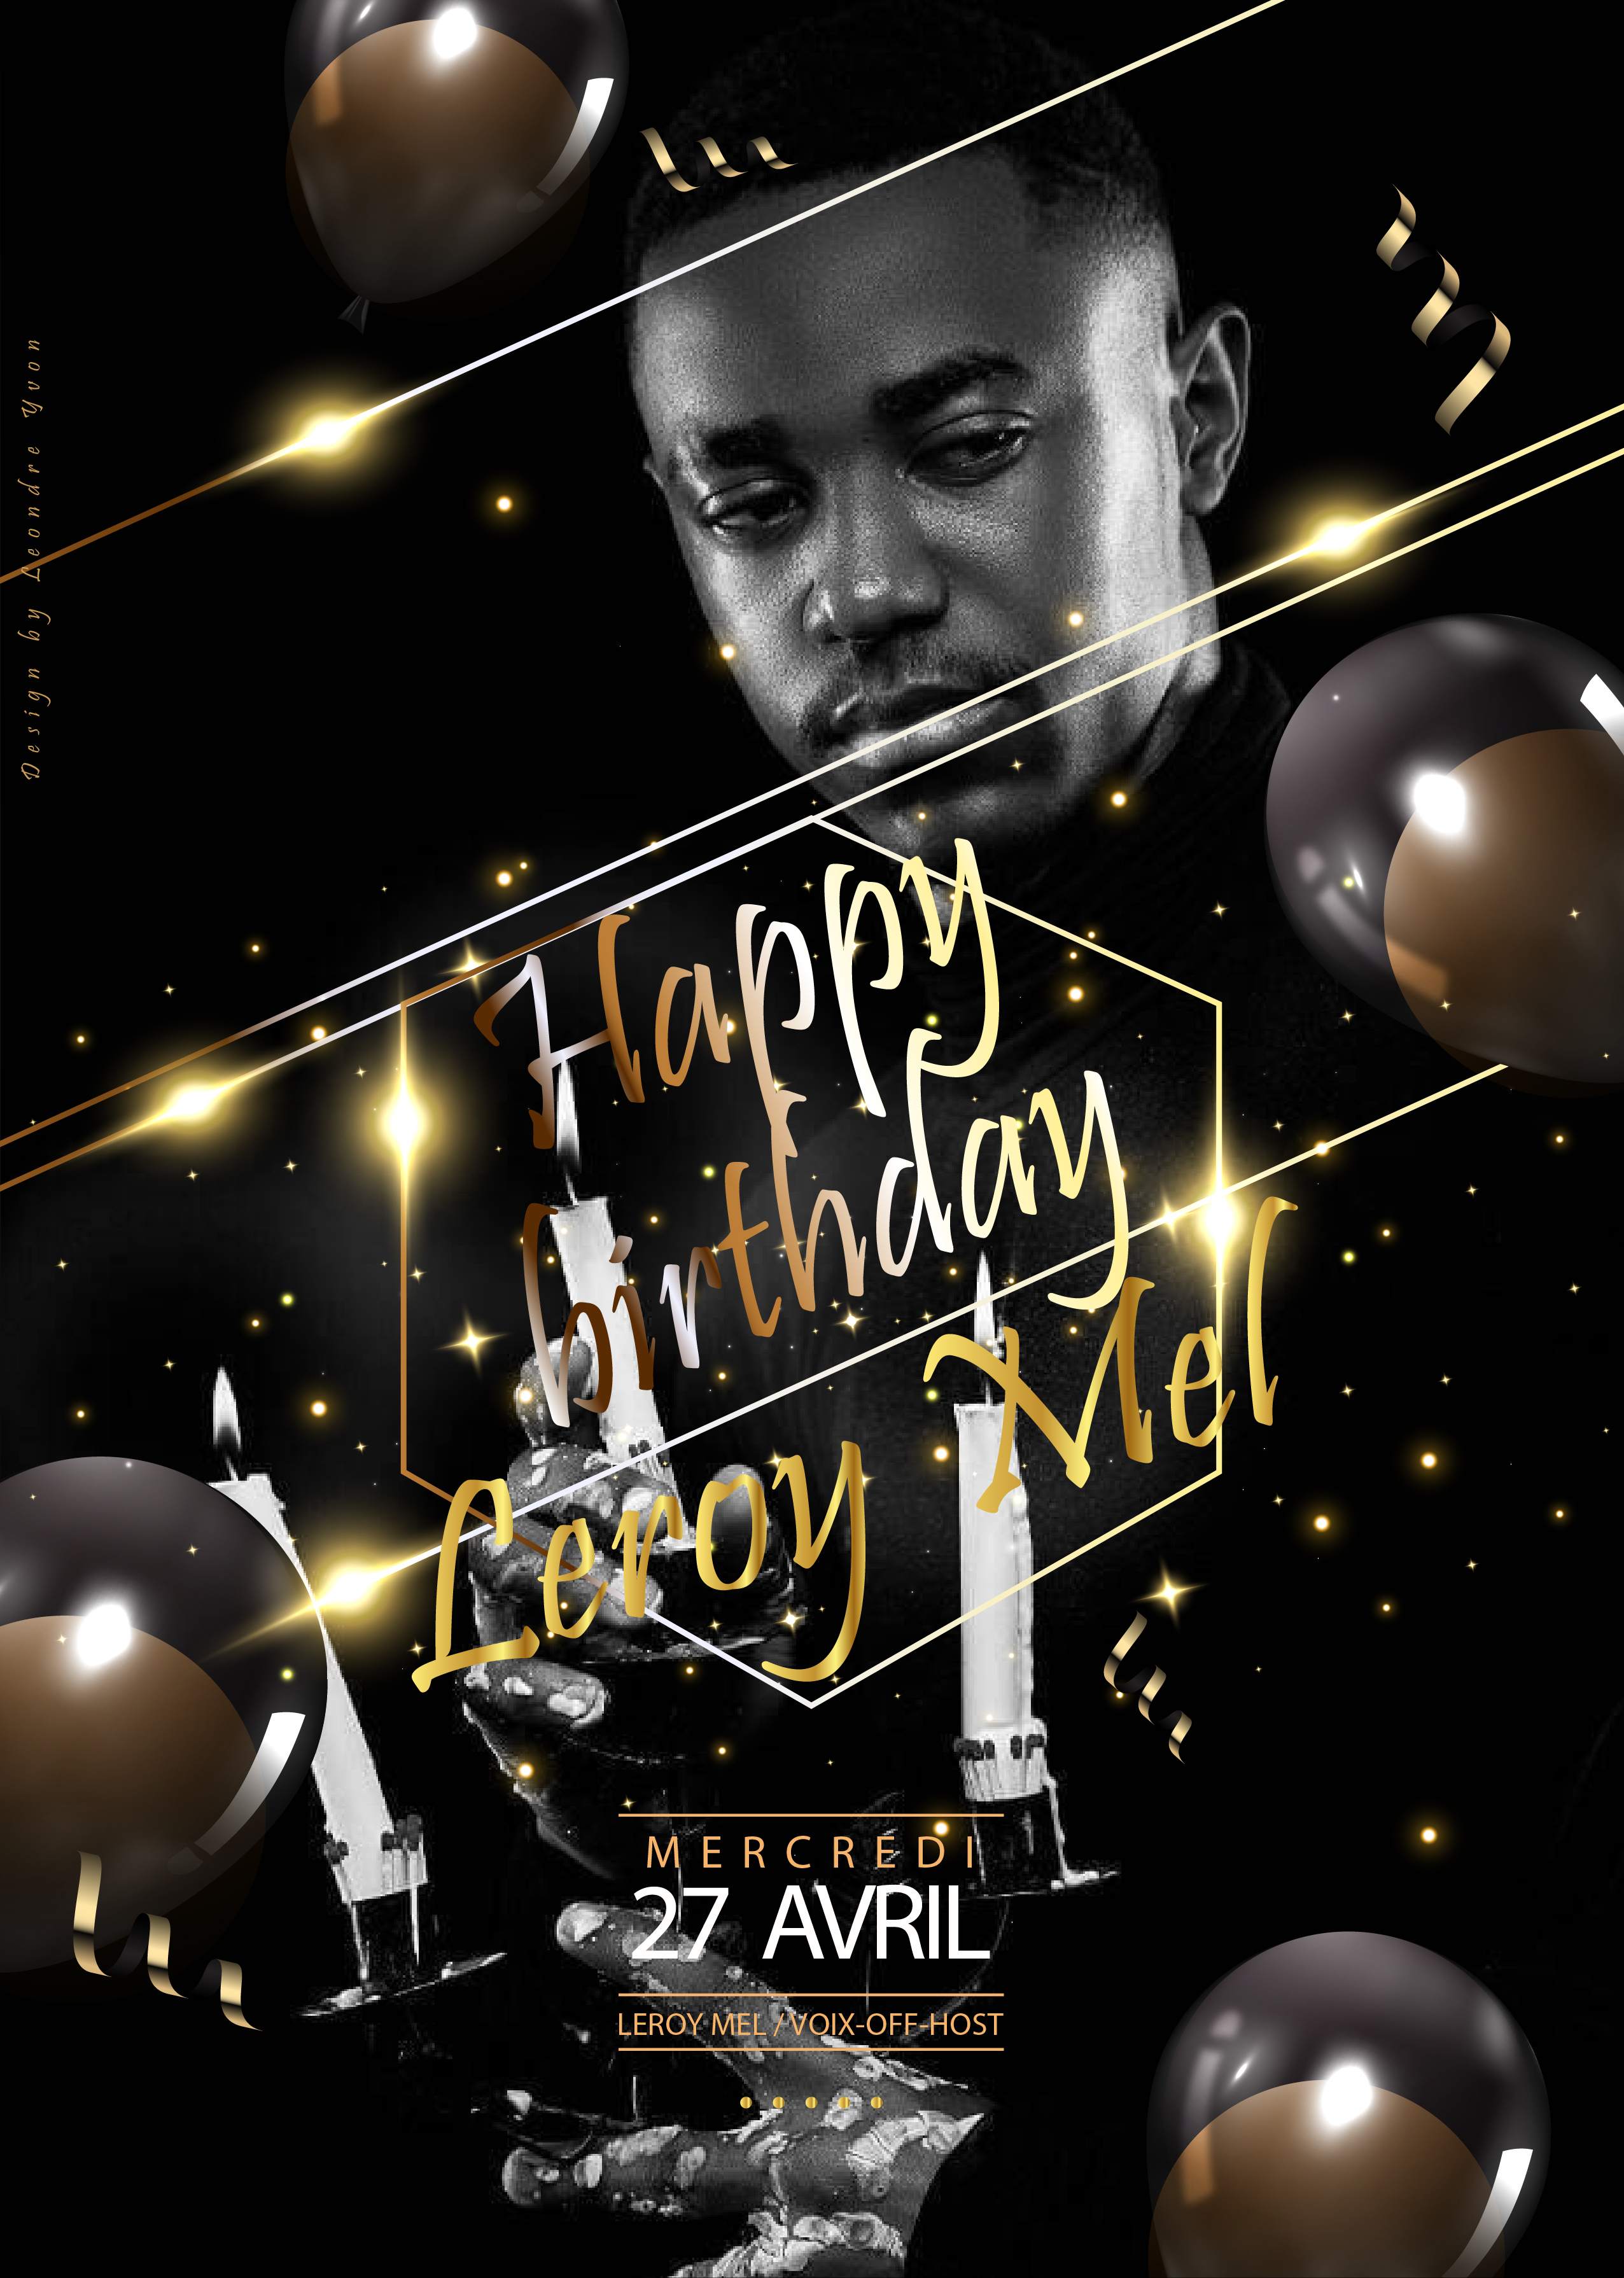 Design by Leondre Yvon
Happy
birthday
Leroy Mel
MERCREDI
27 AVRIL
LEROY MEL / VOIX-OFF-HOST